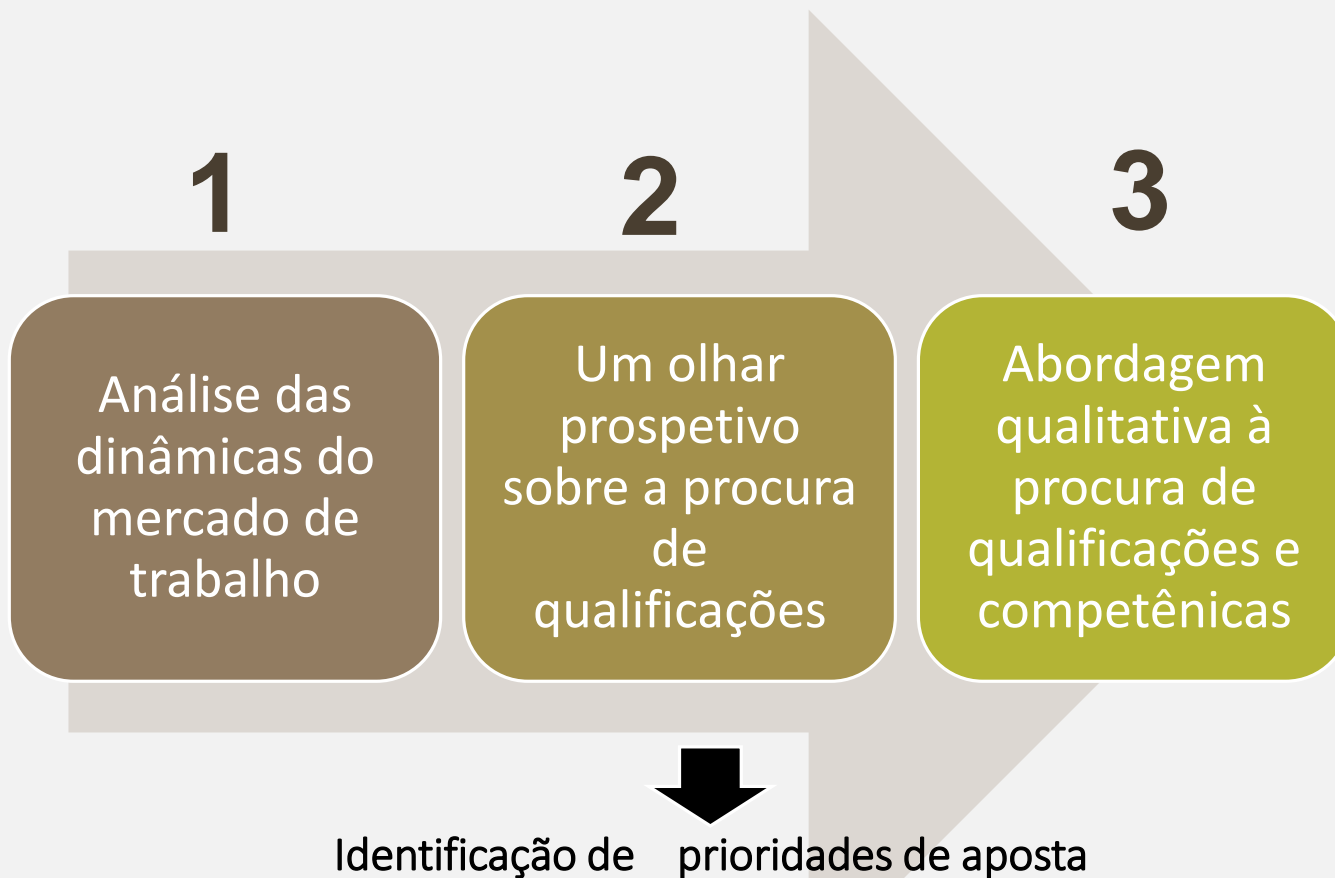 1
2
3
Análise das
dinâmicas do
mercado de
trabalho
Um olhar
prospetivo
sobre a procura
de
qualificações
Abordagem
qualitativa à
procura de
qualificações e
competênicas
Identificação de prioridades de aposta